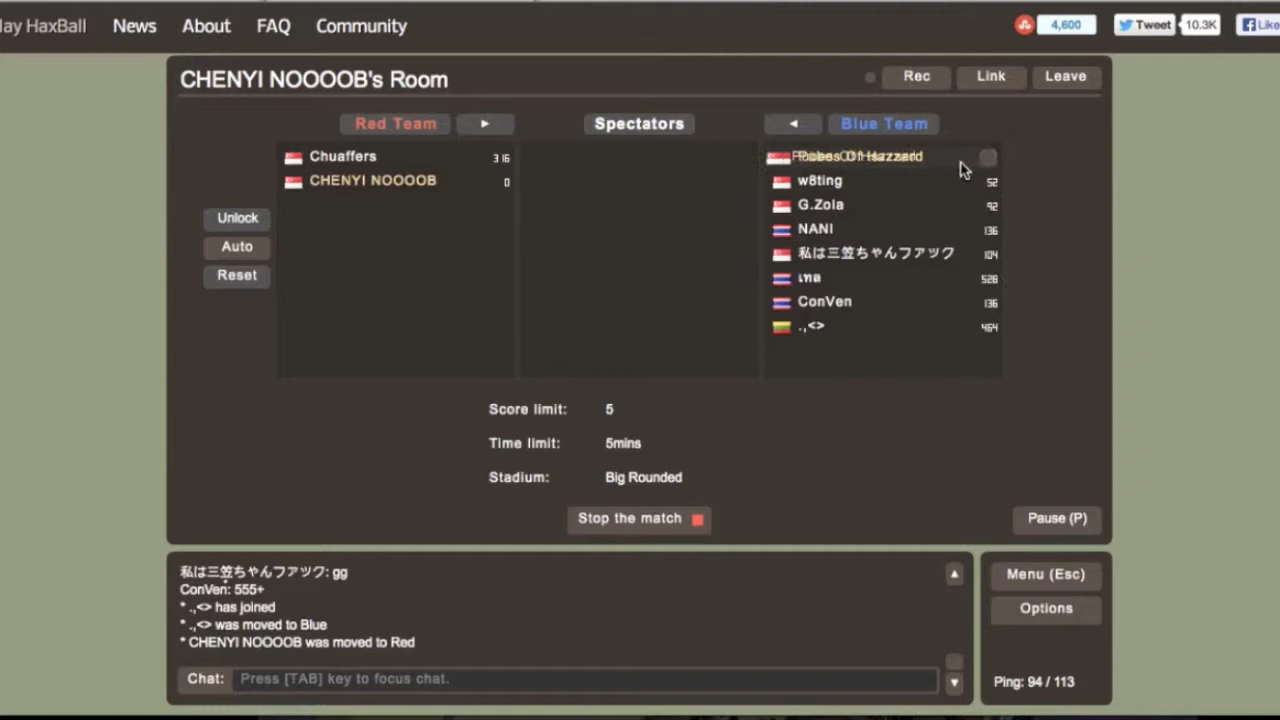 lay HaxBall News About FAQ Community 4,600 Tweet 10.3K Like
CHENYI NOOOOB's Room Rec Link Leave
Red Team Spectators Blue Team
Chuaffers 316
CHENYI NOOOOB 0
Of Hazzard
w8ting 52
G.Zola 92
NANI 136
私は三笠ちゃんファック 104
เทล 528
ConVen 136
.,<> 464
Unlock
Auto
Reset
Score limit: 5
Time limit: 5mins
Stadium: Big Rounded
Stop the match Pause (P)
私は三笠ちゃんファック: gg
ConVen: 555+
* .,<> has joined
* .,<> was moved to Blue
* CHENYI NOOOOB was moved to Red
Chat: Press [TAB] key to focus chat.
Menu (Esc)
Options
Ping: 94 / 113